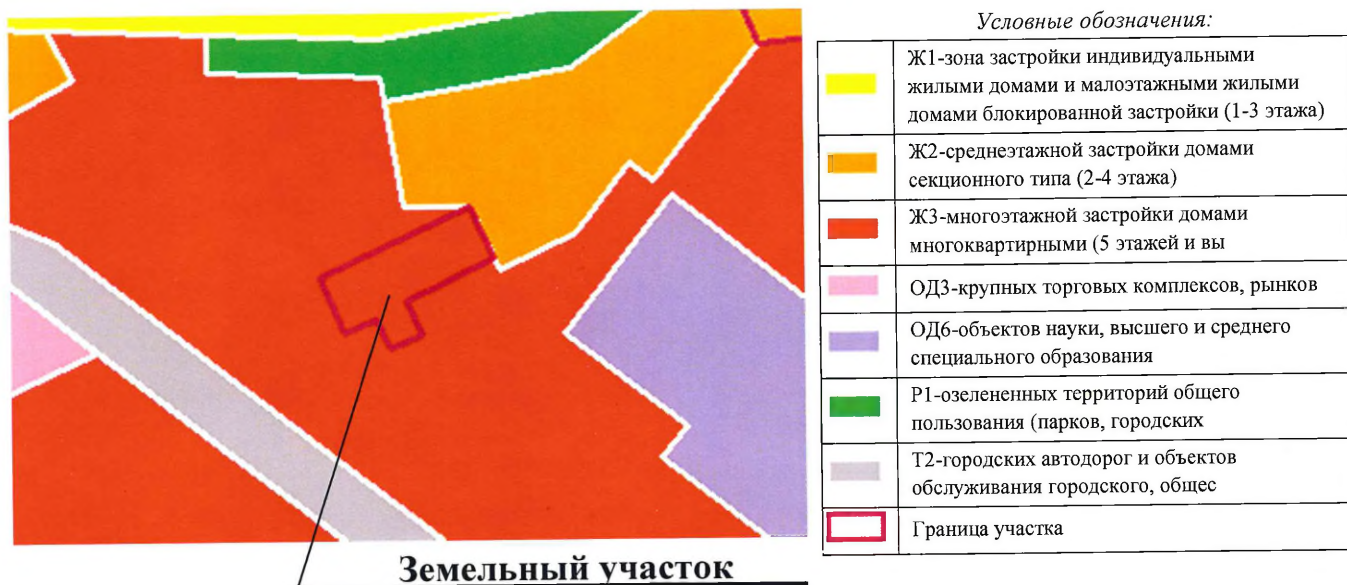 Условные обозначения:
Ж1-зона застройки индивидуальными
жилыми домами и малоэтажными жилыми
домами блокированной застройки (1-3 этажа)
Ж2-среднеэтажной застройки домами
секционного типа (2-4 этажа)
Ж3-многоэтажной застройки домами
многоквартирными (5 этажей и вы
ОД3-крупных торговых комплексов, рынков
ОД6-объектов науки, высшего и среднего
специального образования
Р1-озелененных территорий общего
пользования (парков, городских
Т2-городских автодорог и объектов
обслуживания городского, общес
Граница участка
Земельный участок